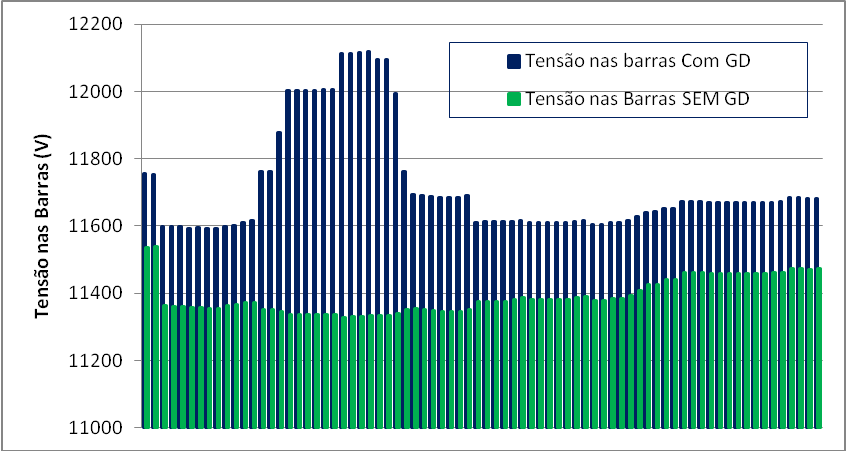 12200
12000
11800
11600
11400
11200
11000
Tensão nas Barras (V)
Tensão nas barras Com GD
Tensão nas Barras SEM GD